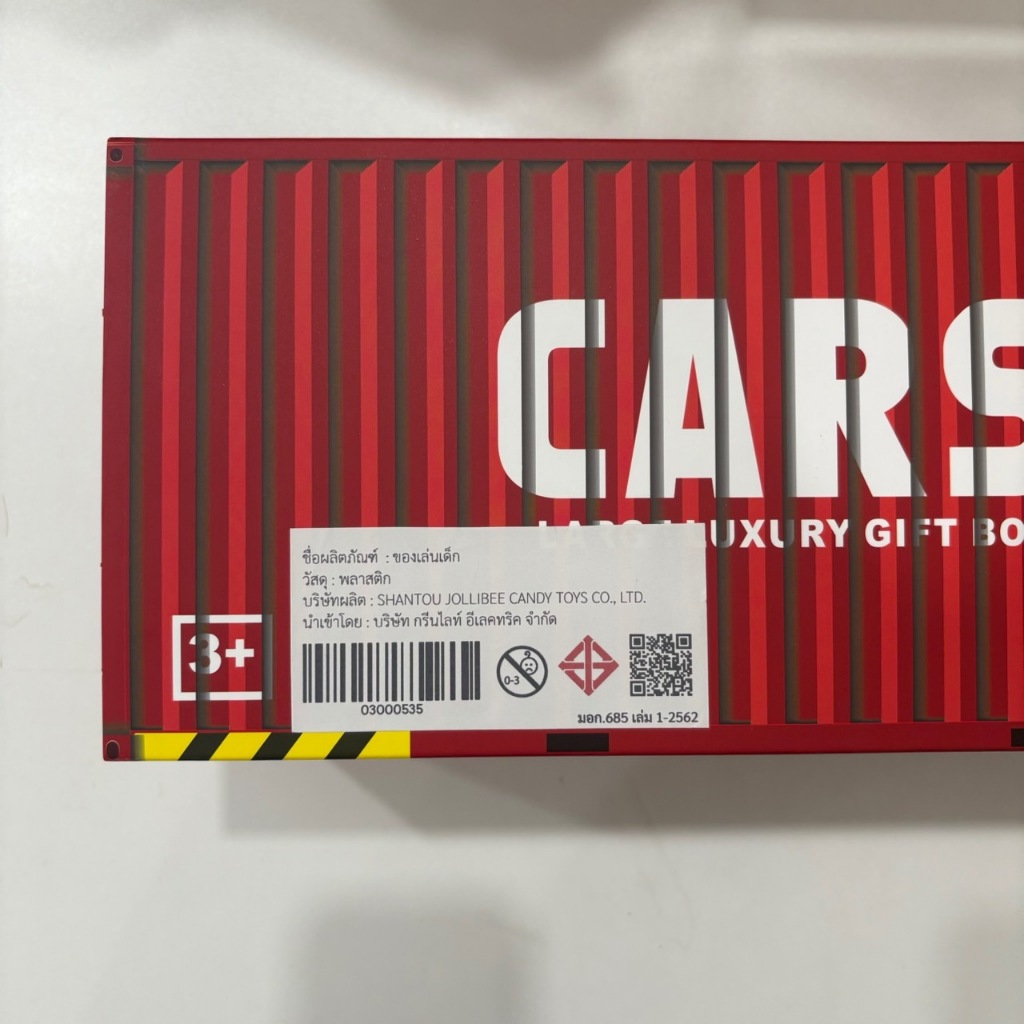 CARS
LUXURY GIFT BO
ชื่อผลิตภัณฑ์ : ของเล่นเด็ก
วัสดุ : พลาสติก
บริษัทผลิต : SHANTOU JOLLIBEE CANDY TOYS CO., LTD.
นำเข้าโดย : บริษัท กรีนไลท์ อีเลคทริค จำกัด
3+
0-3
03000535
มอก.685 เล่ม 1-2562